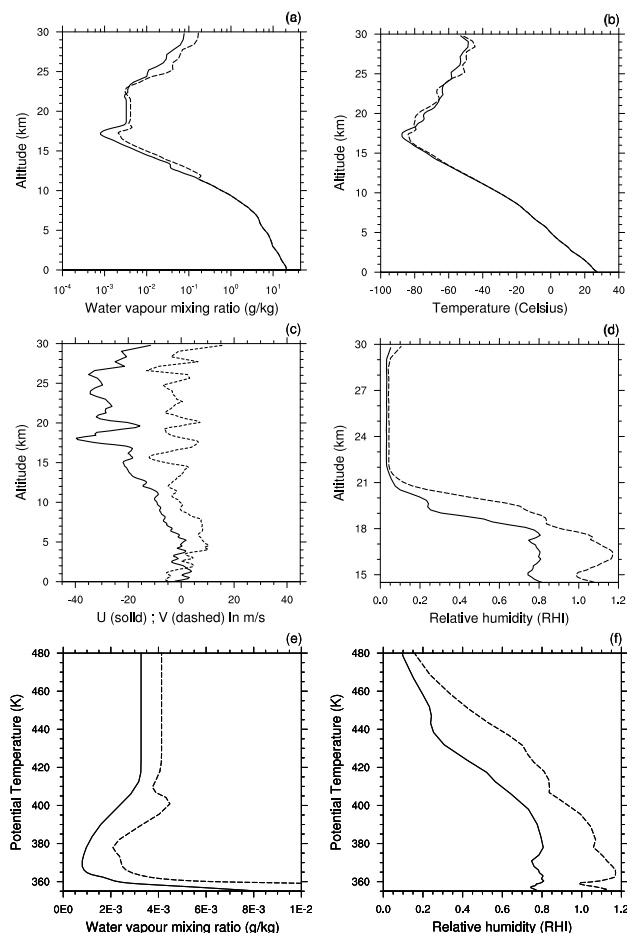 (a)
30
25
20
15
10
5
0
Altitude (km)
10-4 10-3 10-2 10-1 100 101
Water vapour mixing ratio (g/kg)
(b)
30
25
20
15
10
5
0
Altitude (km)
-100 -80 -60 -40 -20 0 20 40
Temperature (Celsius)
(c)
30
25
20
15
10
5
0
Altitude (km)
-40 -20 0 20 40
U (solid) ; V (dashed) in m/s
(d)
30
27
24
21
18
15
Altitude (km)
0.0 0.2 0.4 0.6 0.8 1.0 1.2
Relative humidity (RHI)
(e)
480
460
440
420
400
380
360
Potential Temperature (K)
0E0 2E-3 4E-3 6E-3 8E-3 1E-2
Water vapour mixing ratio (g/kg)
(f)
480
460
440
420
400
380
360
Potential Temperature (K)
0.0 0.2 0.4 0.6 0.8 1.0 1.2
Relative humidity (RHI)